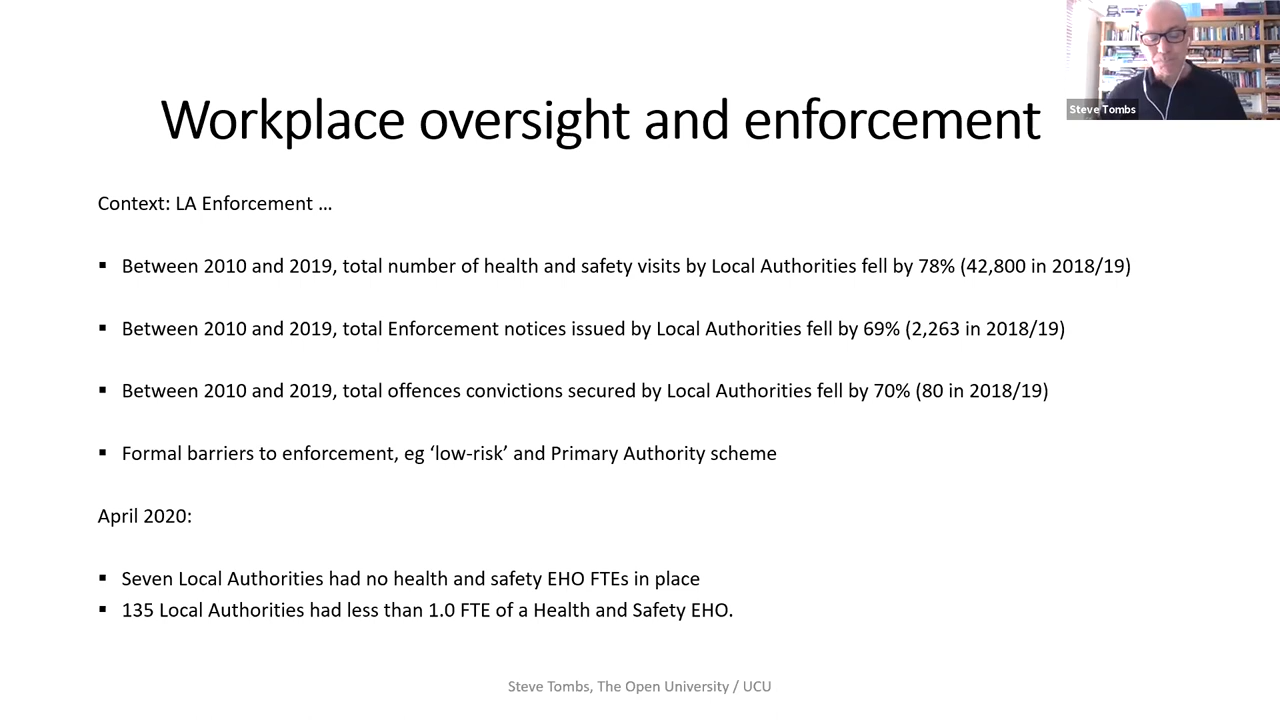 Steve Tombs
Workplace oversight and enforcement
Context: LA Enforcement …
▪ Between 2010 and 2019, total number of health and safety visits by Local Authorities fell by 78% (42,800 in 2018/19)
▪ Between 2010 and 2019, total Enforcement notices issued by Local Authorities fell by 69% (2,263 in 2018/19)
▪ Between 2010 and 2019, total offences convictions secured by Local Authorities fell by 70% (80 in 2018/19)
▪ Formal barriers to enforcement, eg ‘low-risk’ and Primary Authority scheme
April 2020:
▪ Seven Local Authorities had no health and safety EHO FTEs in place
▪ 135 Local Authorities had less than 1.0 FTE of a Health and Safety EHO.
Steve Tombs, The Open University / UCU